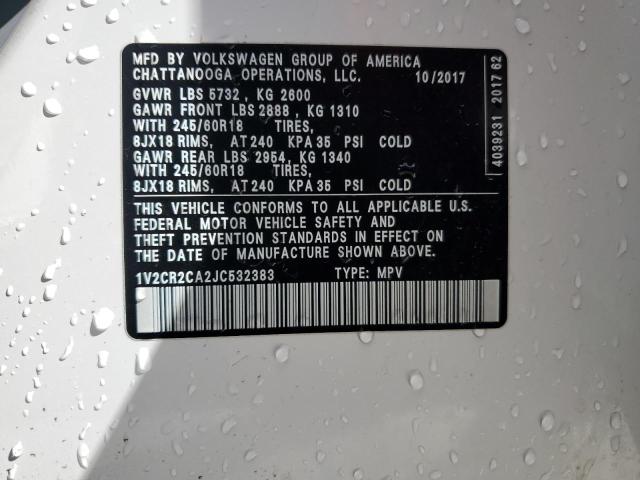 MFD BY VOLKSWAGEN GROUP OF AMERICA
CHATTANOOGA OPERATIONS, LLC. 10/2017
GVWR LBS 5732 , KG 2600
GAWR FRONT LBS 2888 , KG 1310
WITH 245/60R18 TIRES,
8JX18 RIMS, AT 240 KPA 35 PSI COLD
GAWR REAR LBS 2954, KG 1340
WITH 245/60R18 TIRES,
8JX18 RIMS, AT 240 KPA 35 PSI COLD
THIS VEHICLE CONFORMS TO ALL APPLICABLE U.S.
FEDERAL MOTOR VEHICLE SAFETY AND
THEFT PREVENTION STANDARDS IN EFFECT ON
THE DATE OF MANUFACTURE SHOWN ABOVE.
1V2CR2CA2JC532383 TYPE: MPV
4039231 2017 62